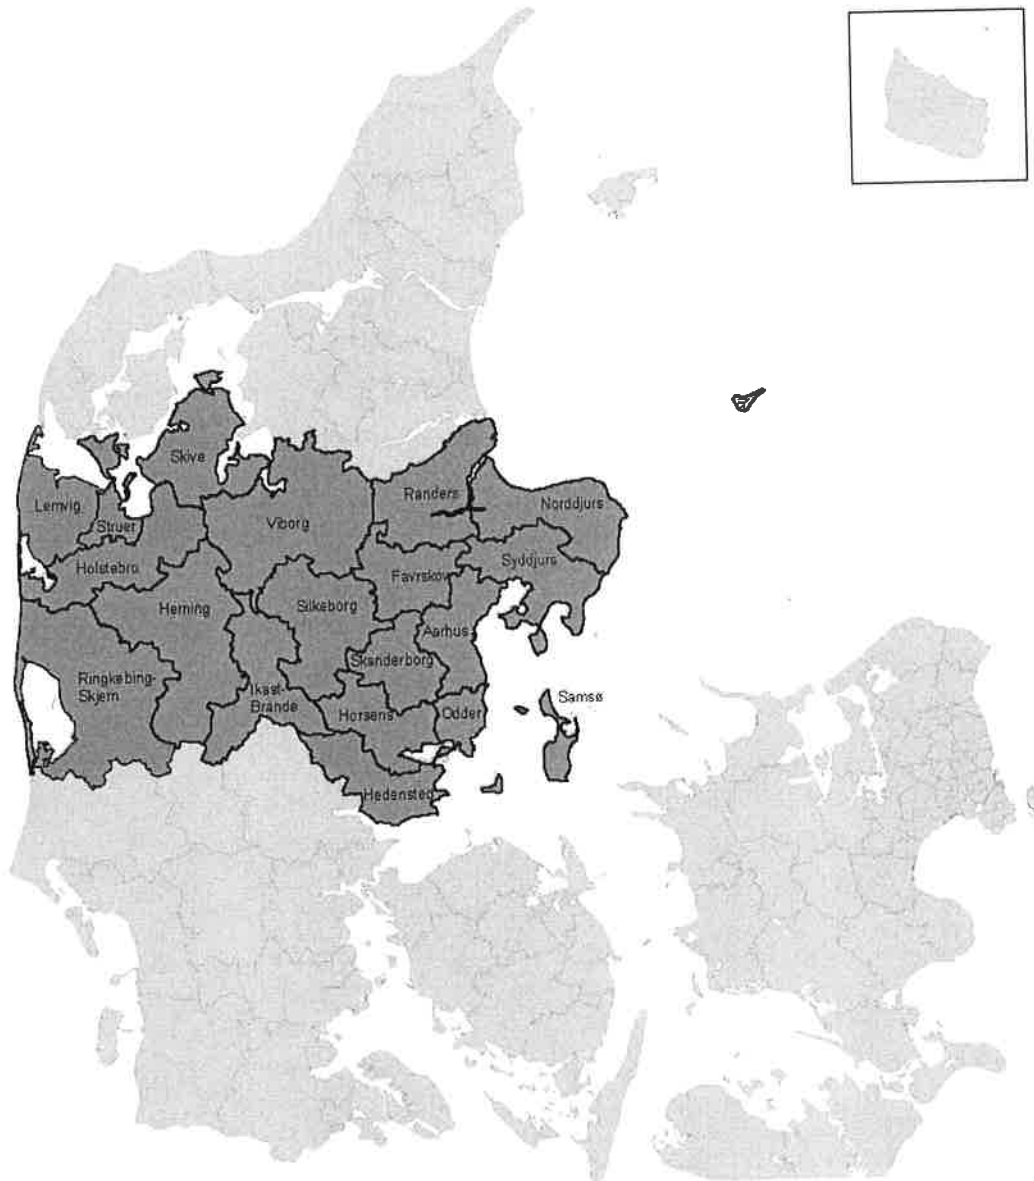 Skive
Lemvig
Struer
Randers
Norddjurs
Viborg
Holstebro
Favrskov
Syddjurs
Herning
Silkeborg
Aarhus
Skanderborg
Ringkøbing-
Skjern
Ikast-
Brande
Horsens
Odder
Samsø
Hedensted